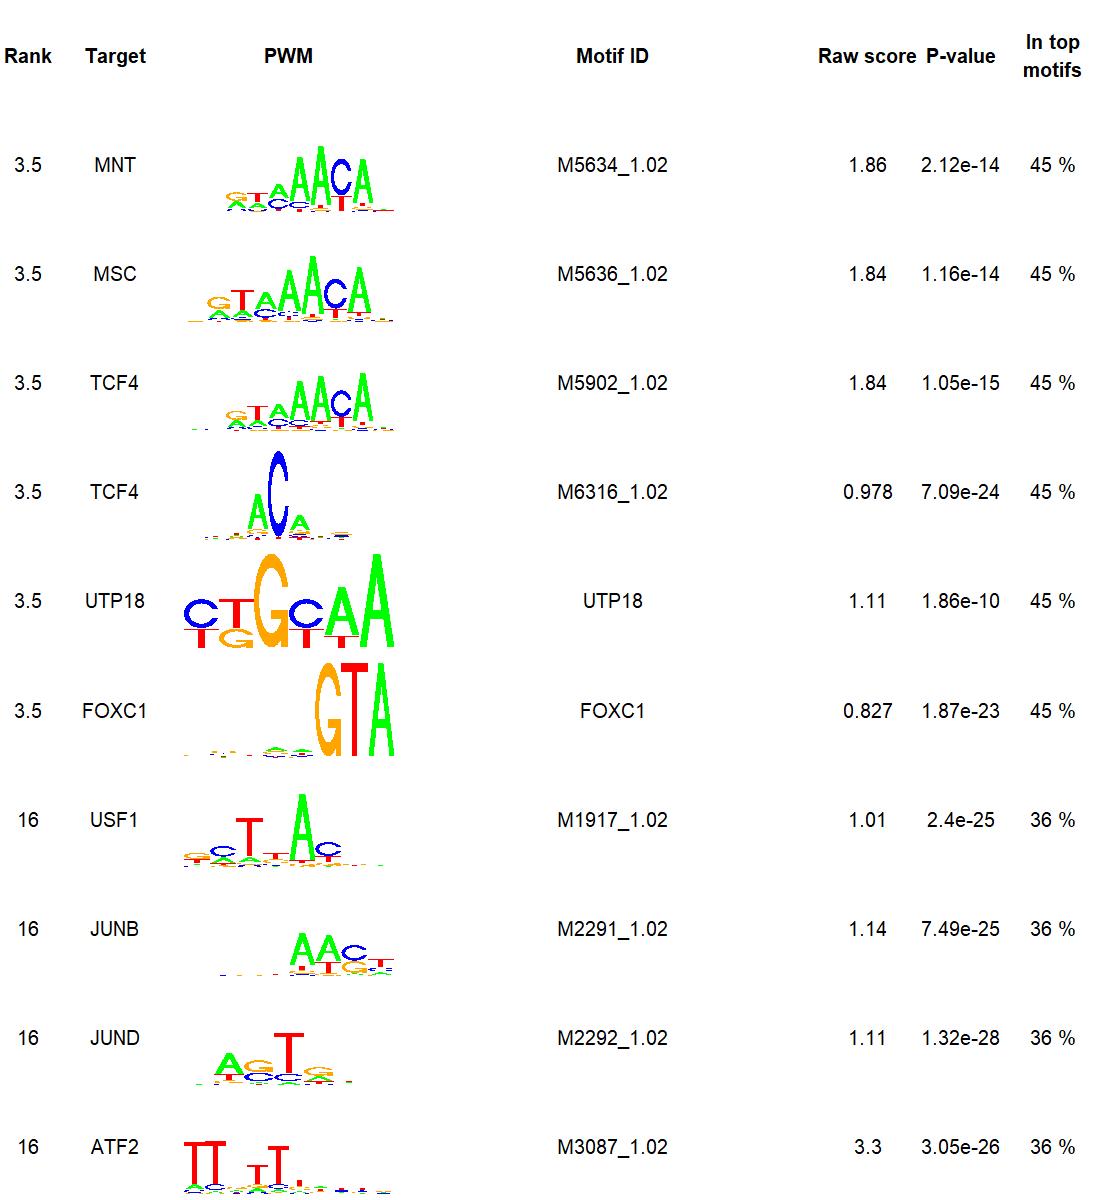 Rank Target PWM Motif ID Raw score P-value In top motifs
3.5 MNT M5634_1.02 1.86 2.12e-14 45 %
3.5 MSC M5636_1.02 1.84 1.16e-14 45 %
3.5 TCF4 M5902_1.02 1.84 1.05e-15 45 %
3.5 TCF4 M6316_1.02 0.978 7.09e-24 45 %
3.5 UTP18 UTP18 1.11 1.86e-10 45 %
3.5 FOXC1 FOXC1 0.827 1.87e-23 45 %
16 USF1 M1917_1.02 1.01 2.4e-25 36 %
16 JUNB M2291_1.02 1.14 7.49e-25 36 %
16 JUND M2292_1.02 1.11 1.32e-28 36 %
16 ATF2 M3087_1.02 3.3 3.05e-26 36 %